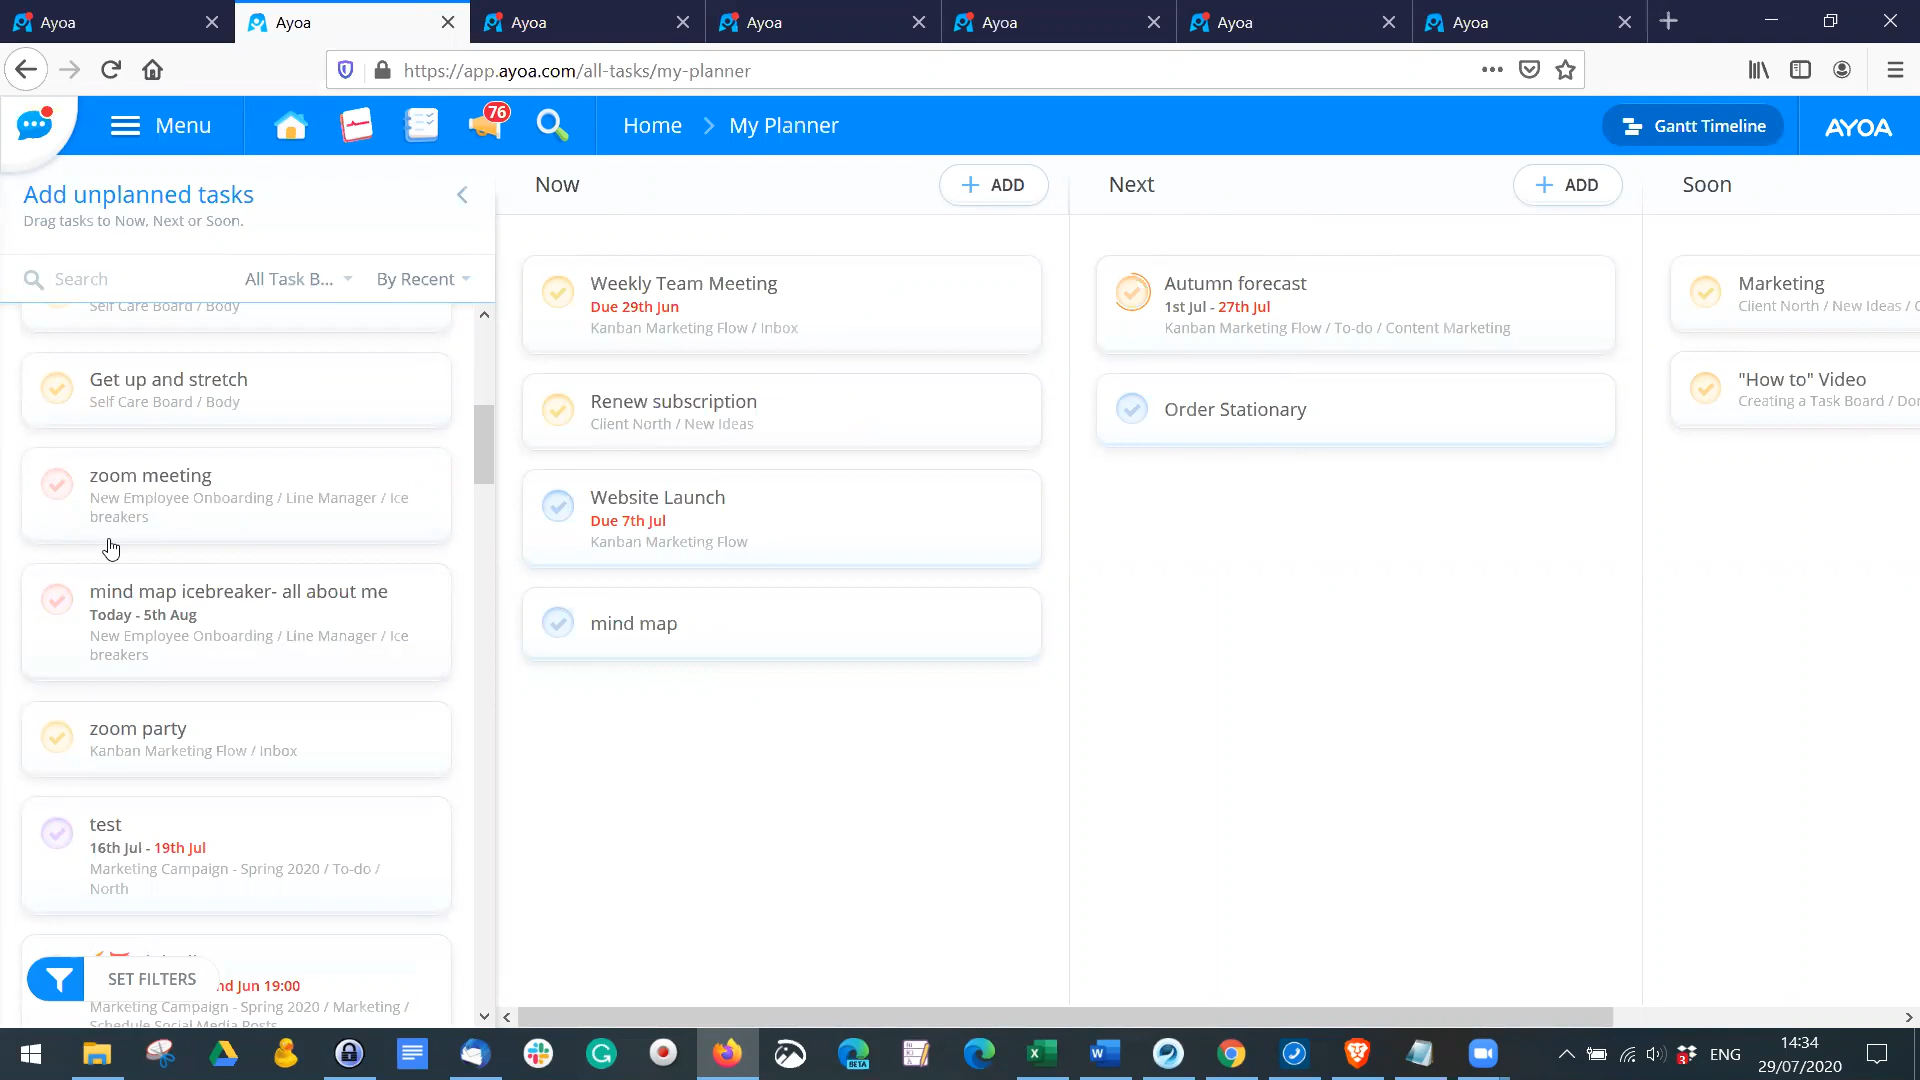 Ayoa
Ayoa
Ayoa
Ayoa
Ayoa
Ayoa
Ayoa
https://app.ayoa.com/all-tasks/my-planner
Menu
76
Home
My Planner
Gantt Timeline
AYOA
Add unplanned tasks
Drag tasks to Now, Next or Soon.
Search
All Task B...
By Recent
Self Care Board / Body
Get up and stretch
Self Care Board / Body
zoom meeting
New Employee Onboarding / Line Manager / Ice
breakers
mind map icebreaker- all about me
Today - 5th Aug
New Employee Onboarding / Line Manager / Ice
breakers
zoom party
Kanban Marketing Flow / Inbox
test
16th Jul - 19th Jul
Marketing Campaign - Spring 2020 / To-do /
North
SET FILTERS
Jun 19:00
Marketing Campaign - Spring 2020 / Marketing /
Schedule Social Media Posts
Now
ADD
Weekly Team Meeting
Due 29th Jun
Kanban Marketing Flow / Inbox
Renew subscription
Client North / New Ideas
Website Launch
Due 7th Jul
Kanban Marketing Flow
mind map
Next
ADD
Autumn forecast
1st Jul - 27th Jul
Kanban Marketing Flow / To-do / Content Marketing
Order Stationary
Soon
Marketing
Client North / New Ideas /
"How to" Video
Creating a Task Board /
BETA
3
ENG
14:34
29/07/2020